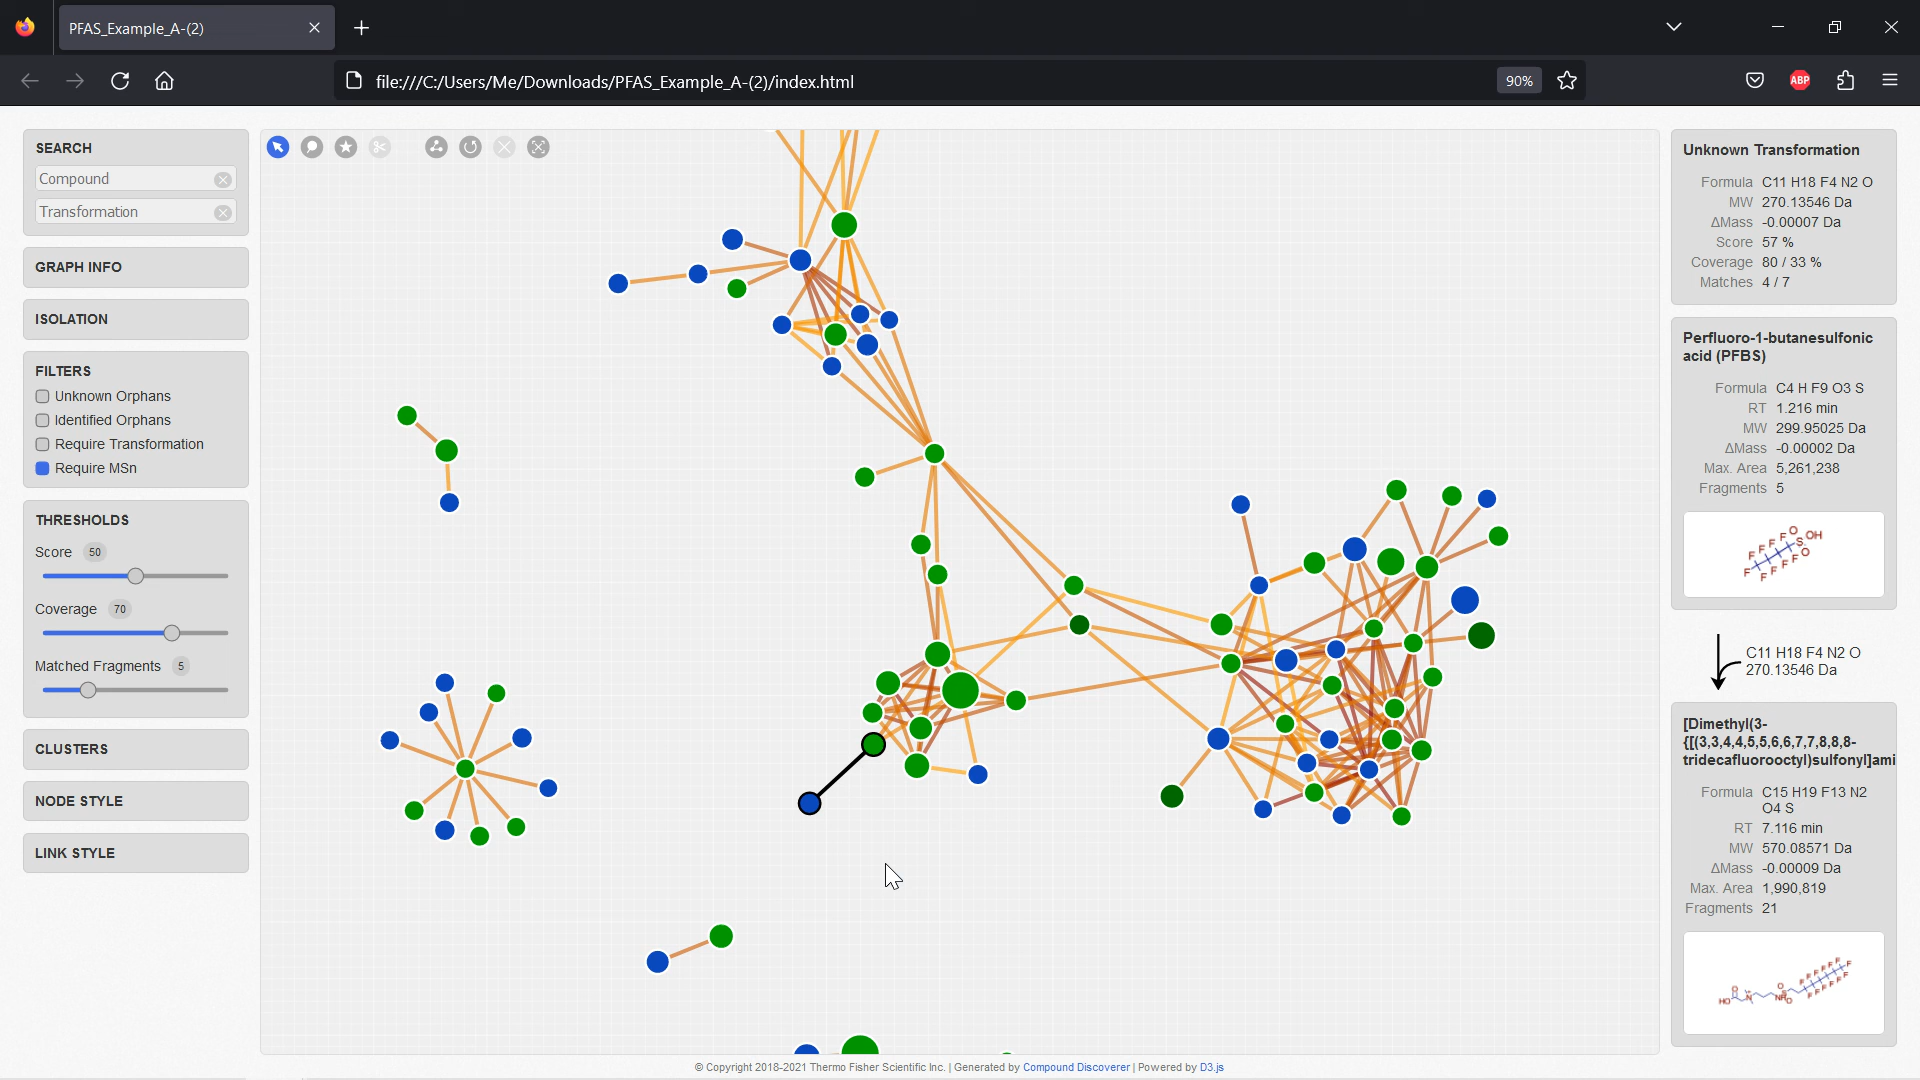 PFAS_Example_A-(2)
file:///C:/Users/Me/Downloads/PFAS_Example_A-(2)/index.html
90%
ABP
SEARCH
Compound
Transformation
GRAPH INFO
ISOLATION
FILTERS
Unknown Orphans
Identified Orphans
Require Transformation
Require MSn
THRESHOLDS
Score 50
Coverage 70
Matched Fragments 5
CLUSTERS
NODE STYLE
LINK STYLE
Unknown Transformation
Formula C11 H18 F4 N2 O
MW 270.13546 Da
ΔMass -0.00007 Da
Score 57 %
Coverage 80 / 33 %
Matches 4 / 7
Perfluoro-1-butanesulfonic
acid (PFBS)
Formula C4 H F9 O3 S
RT 1.216 min
MW 299.95025 Da
ΔMass -0.00002 Da
Max. Area 5,261,238
Fragments 5
C11 H18 F4 N2 O
270.13546 Da
[Dimethyl(3-
{[(3,3,4,4,5,5,6,6,7,7,8,8,8-
tridecafluorooctyl)sulfonyl]ami
Formula C15 H19 F13 N2
O4 S
RT 7.116 min
MW 570.08571 Da
ΔMass -0.00009 Da
Max. Area 1,990,819
Fragments 21
© Copyright 2018-2021 Thermo Fisher Scientific Inc. | Generated by Compound Discoverer | Powered by D3.js